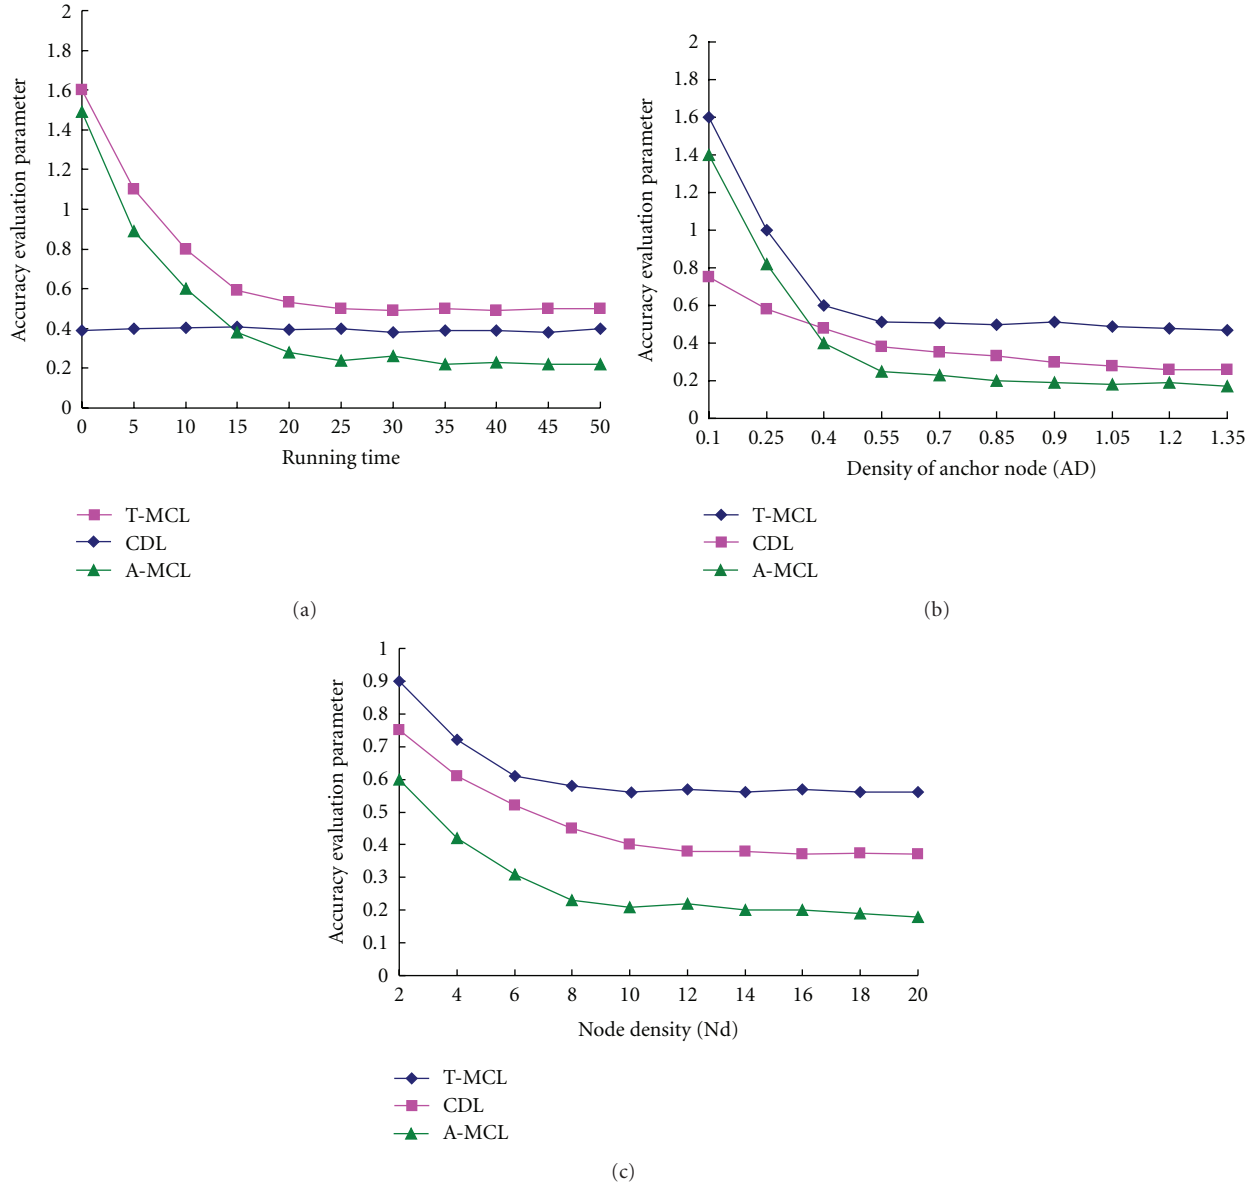 Accuracy evaluation parameter
2
1.8
1.6
1.4
1.2
1
0.8
0.6
0.4
0.2
0
0 5 10 15 20 25 30 35 40 45 50
Running time
T-MCL
CDL
A-MCL
(a)
Accuracy evaluation parameter
2
1.8
1.6
1.4
1.2
1
0.8
0.6
0.4
0.2
0
0.1 0.25 0.4 0.55 0.7 0.85 0.9 1.05 1.2 1.35
Density of anchor node (AD)
T-MCL
CDL
A-MCL
(b)
Accuracy evaluation parameter
1
0.9
0.8
0.7
0.6
0.5
0.4
0.3
0.2
0.1
0
2 4 6 8 10 12 14 16 18 20
Node density (Nd)
T-MCL
CDL
A-MCL
(c)